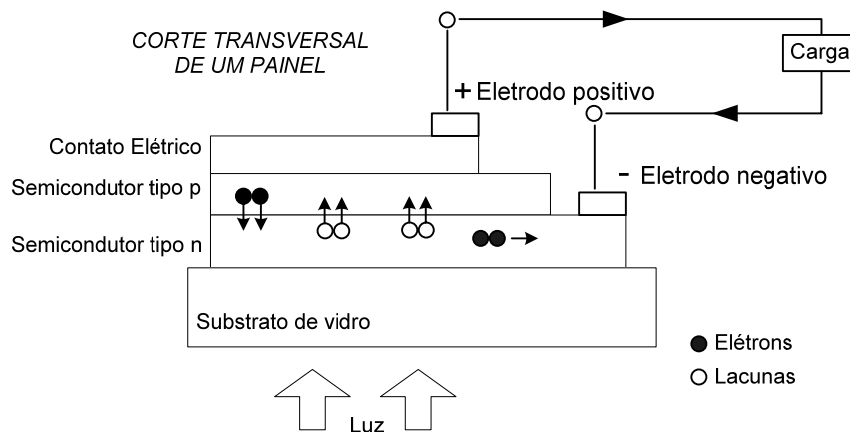 CORTE TRANSVERSAL
DE UM PAINEL
Carga
+ Eletrodo positivo
Contato Elétrico
Semicondutor tipo p
- Eletrodo negativo
Semicondutor tipo n
Substrato de vidro
Elétrons
Lacunas
Luz